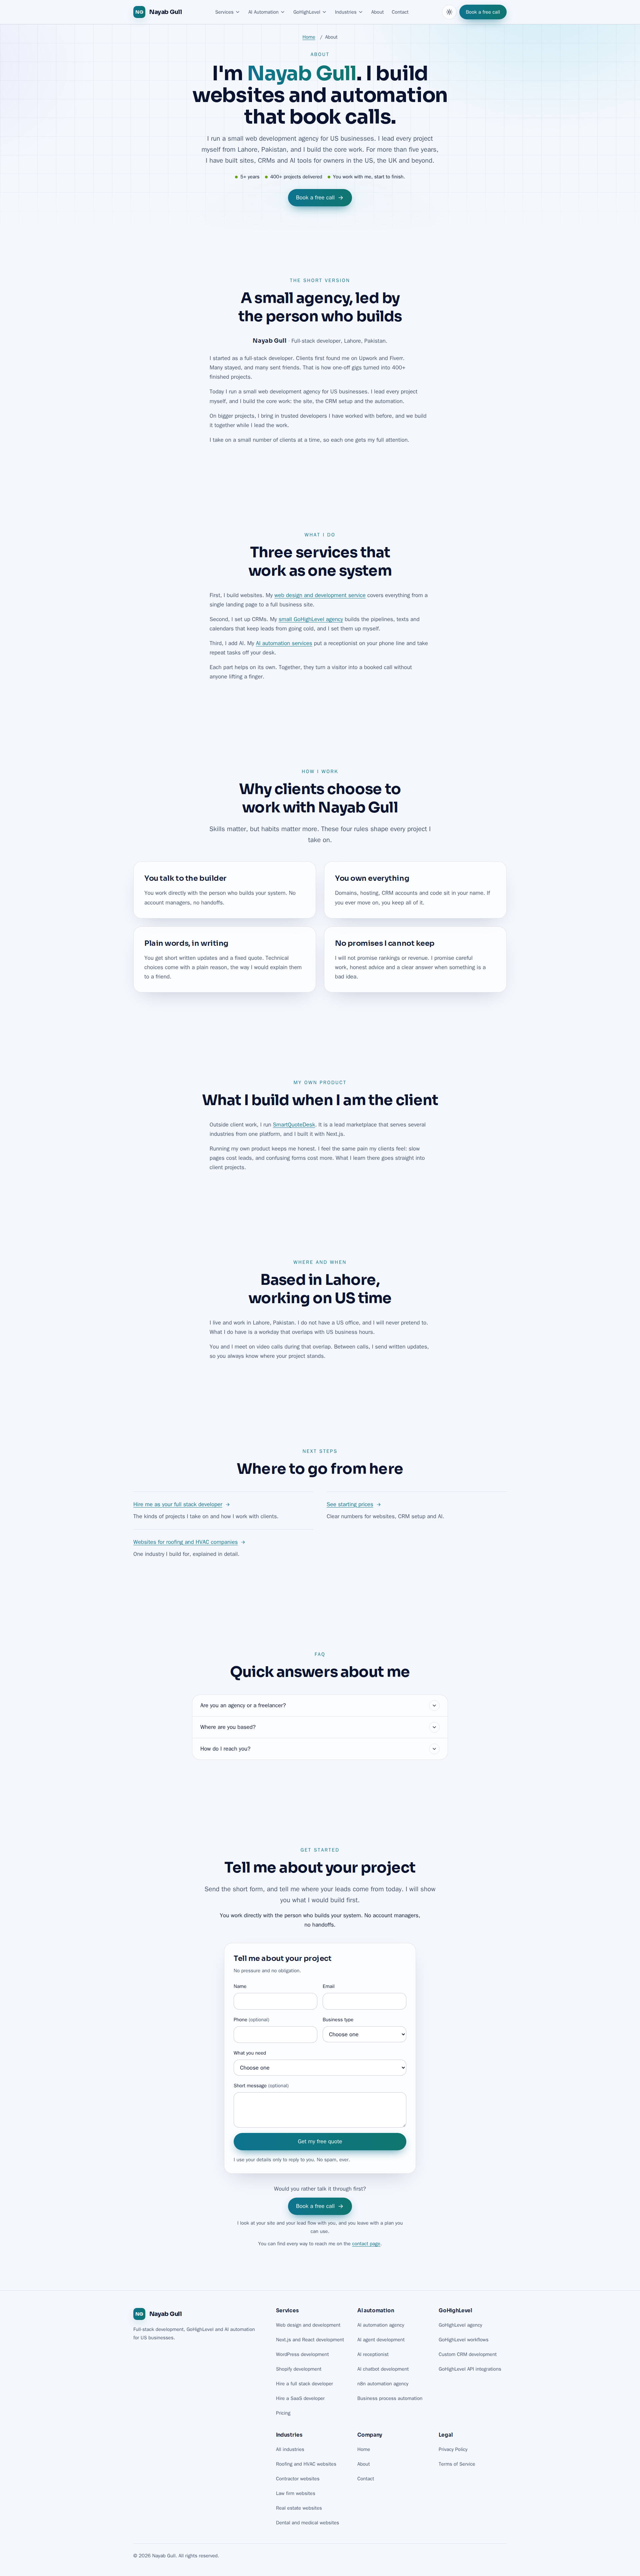 NG Nayab Gull Services AI Automation GoHighLevel Industries About Contact Book a free call
Home / About
ABOUT
I'm Nayab Gull. I build
websites and automation
that book calls.
I run a small web development agency for US businesses. I lead every project
myself from Lahore, Pakistan, and I build the core work. For more than five years,
I have built sites, CRMs and AI tools for owners in the US, the UK and beyond.
5+ years 400+ projects delivered You work with me, start to finish.
Book a free call
THE SHORT VERSION
A small agency, led by
the person who builds
Nayab Gull · Full-stack developer, Lahore, Pakistan.
I started as a full-stack developer. Clients first found me on Upwork and Fiverr.
Many stayed, and many sent friends. That is how one-off gigs turned into 400+
finished projects.
Today I run a small web development agency for US businesses. I lead every project
myself, and I build the core work: the site, the CRM setup and the automation.
On bigger projects, I bring in trusted developers I have worked with before, and we build
it together while I lead the work.
I take on a small number of clients at a time, so each one gets my full attention.
WHAT I DO
Three services that
work as one system
First, I build websites. My web design and development service covers everything from a
single landing page to a full business site.
Second, I set up CRMs. My small GoHighLevel agency builds the pipelines, texts and
calendars that keep leads from going cold, and I set them up myself.
Third, I add AI. My AI automation services put a receptionist on your phone line and take
repeat tasks off your desk.
Each part helps on its own. Together, they turn a visitor into a booked call without
anyone lifting a finger.
HOW I WORK
Why clients choose to
work with Nayab Gull
Skills matter, but habits matter more. These four rules shape every project I
take on.
You talk to the builder
You work directly with the person who builds your system. No
account managers, no handoffs.
You own everything
Domains, hosting, CRM accounts and code sit in your name. If
you ever move on, you keep all of it.
Plain words, in writing
You get short written updates and a fixed quote. Technical
choices come with a plain reason, the way I would explain them
to a friend.
No promises I cannot keep
I will not promise rankings or revenue. I promise careful
work, honest advice and a clear answer when something is a
bad idea.
MY OWN PRODUCT
What I build when I am the client
Outside client work, I run SmartQuoteDesk. It is a lead marketplace that serves several
industries from one platform, and I built it with Next.js.
Running my own product keeps me honest. I feel the same pain my clients feel: slow
pages cost leads, and confusing forms cost more. What I learn there goes straight into
client projects.
WHERE AND WHEN
Based in Lahore,
working on US time
I live and work in Lahore, Pakistan. I do not have a US office, and I will never pretend to.
What I do have is a workday that overlaps with US business hours.
You and I meet on video calls during that overlap. Between calls, I send written updates,
so you always know where your project stands.
NEXT STEPS
Where to go from here
Hire me as your full stack developer
The kinds of projects I take on and how I work with clients.
See starting prices
Clear numbers for websites, CRM setup and AI.
Websites for roofing and HVAC companies
One industry I build for, explained in detail.
FAQ
Quick answers about me
Are you an agency or a freelancer?
Where are you based?
How do I reach you?
GET STARTED
Tell me about your project
Send the short form, and tell me where your leads come from today. I will show
you what I would build first.
You work directly with the person who builds your system. No account managers,
no handoffs.
Tell me about your project
No pressure and no obligation.
Name Email
Phone (optional) Business type
Choose one
What you need
Choose one
Short message (optional)
Get my free quote
I use your details only to reply to you. No spam, ever.
Would you rather talk it through first?
Book a free call
I look at your site and your lead flow with you, and you leave with a plan you
can use.
You can find every way to reach me on the contact page.
NG Nayab Gull
Full-stack development, GoHighLevel and AI automation
for US businesses.
Services
Web design and development
Next.js and React development
WordPress development
Shopify development
Hire a full stack developer
Hire a SaaS developer
Pricing
AI automation
AI automation agency
AI agent development
AI receptionist
AI chatbot development
n8n automation agency
Business process automation
GoHighLevel
GoHighLevel agency
GoHighLevel workflows
Custom CRM development
GoHighLevel API integrations
Industries
All industries
Roofing and HVAC websites
Contractor websites
Law firm websites
Real estate websites
Dental and medical websites
Company
Home
About
Contact
Legal
Privacy Policy
Terms of Service
© 2026 Nayab Gull. All rights reserved.